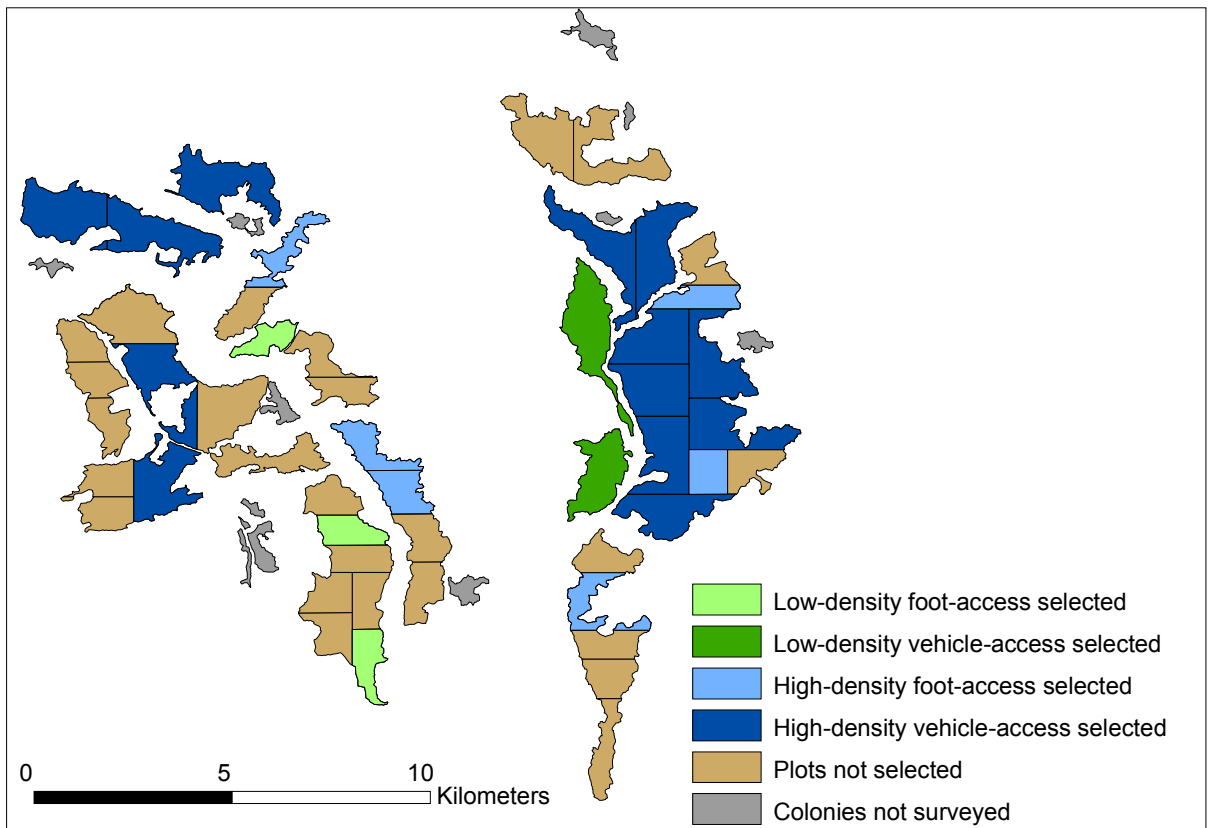 Low-density foot-access selected
Low-density vehicle-access selected
High-density foot-access selected
High-density vehicle-access selected
Plots not selected
Colonies not surveyed
0 5 10
Kilometers